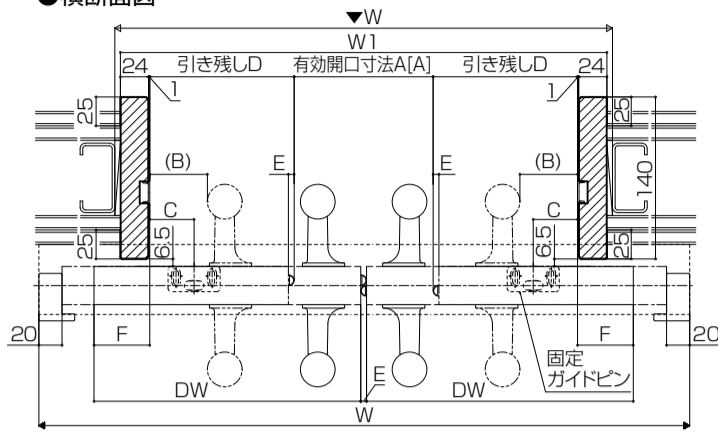 ●横断面図
▼W
W1
24 引き残しD 有効開口寸法A[A] 引き残しD 24
1 1
25 25
(B) E E (B)
140
C C
25 6.5 6.5 25
20 F F 20
固定
ガイドピン
DW E DW
W